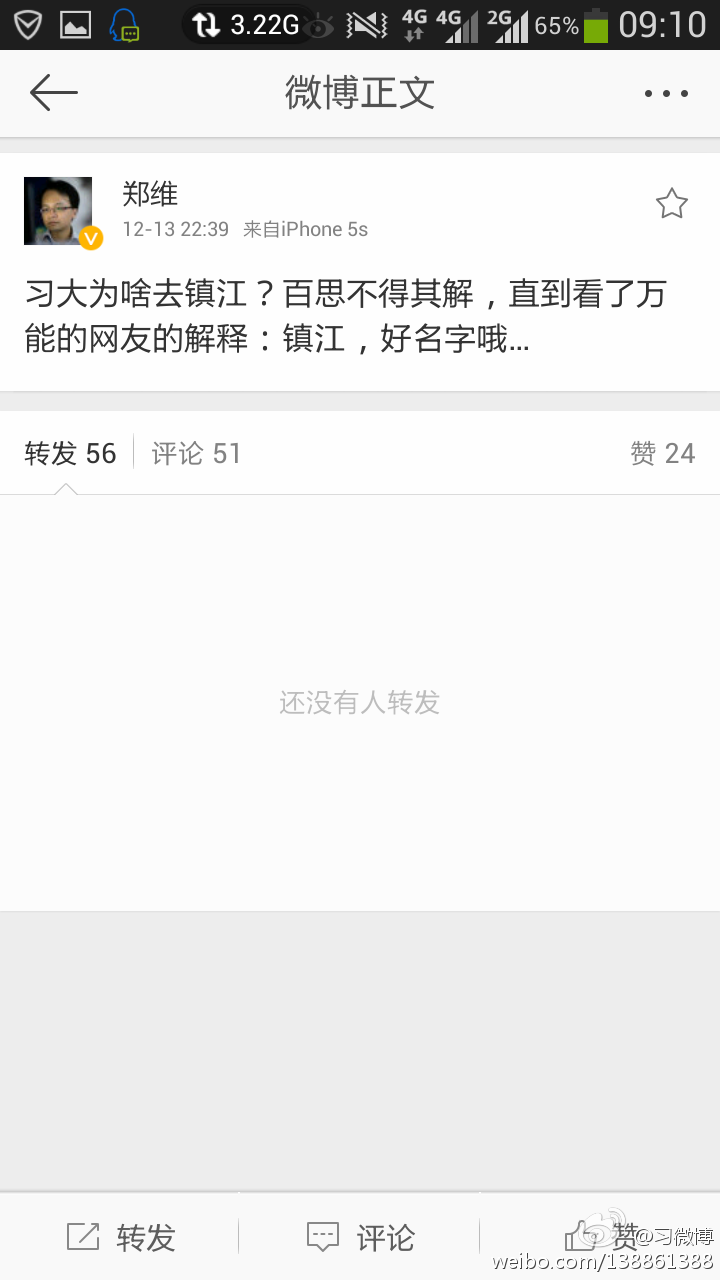 3.22G 4G 4G 2G 65% 09:10
微博正文
郑维
12-13 22:39 来自iPhone 5s
习大为啥去镇江？百思不得其解，直到看了万
能的网友的解释：镇江，好名字哦...
转发 56 评论 51 赞 24
还没有人转发
转发 评论 赞
@习微博
weibo.com/138861388